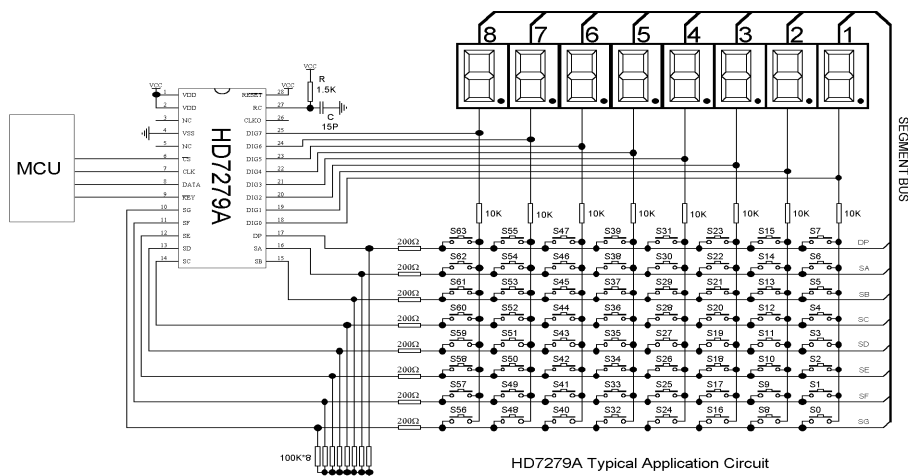 8 7 6 5 4 3 2 1
SEGMENT BUS
VCC
R
1.5K
C
15P
VCC
VCC
MCU
HD7279A
1 VDD RESET 28
2 VDD RC 27
3 NC CLKO 26
4 VSS DIG7 25
5 NC DIG6 24
6 CS DIG5 23
7 CLK DIG4 22
8 DATA DIG3 21
9 KEY DIG2 20
10 SG DIG1 19
11 SF DIG0 18
12 SE DP 17
13 SD SA 16
14 SC SB 15
10K 10K 10K 10K 10K 10K 10K 10K
200Ω S63 S55 S47 S39 S31 S23 S15 S7 DP
200Ω S62 S54 S46 S38 S30 S22 S14 S6 SA
200Ω S61 S53 S45 S37 S29 S21 S13 S5 SB
200Ω S60 S52 S44 S36 S28 S20 S12 S4 SC
200Ω S59 S51 S43 S35 S27 S19 S11 S3 SD
200Ω S58 S50 S42 S34 S26 S18 S10 S2 SE
200Ω S57 S49 S41 S33 S25 S17 S9 S1 SF
200Ω S56 S48 S40 S32 S24 S16 S8 S0 SG
100K*8
HD7279A Typical Application Circuit